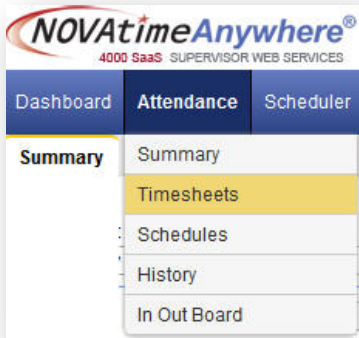 NOVAtimeAnywhere®
4000 SaaS SUPERVISOR WEB SERVICES
Dashboard Attendance Scheduler
Summary
Summary
Timesheets
Schedules
History
In Out Board